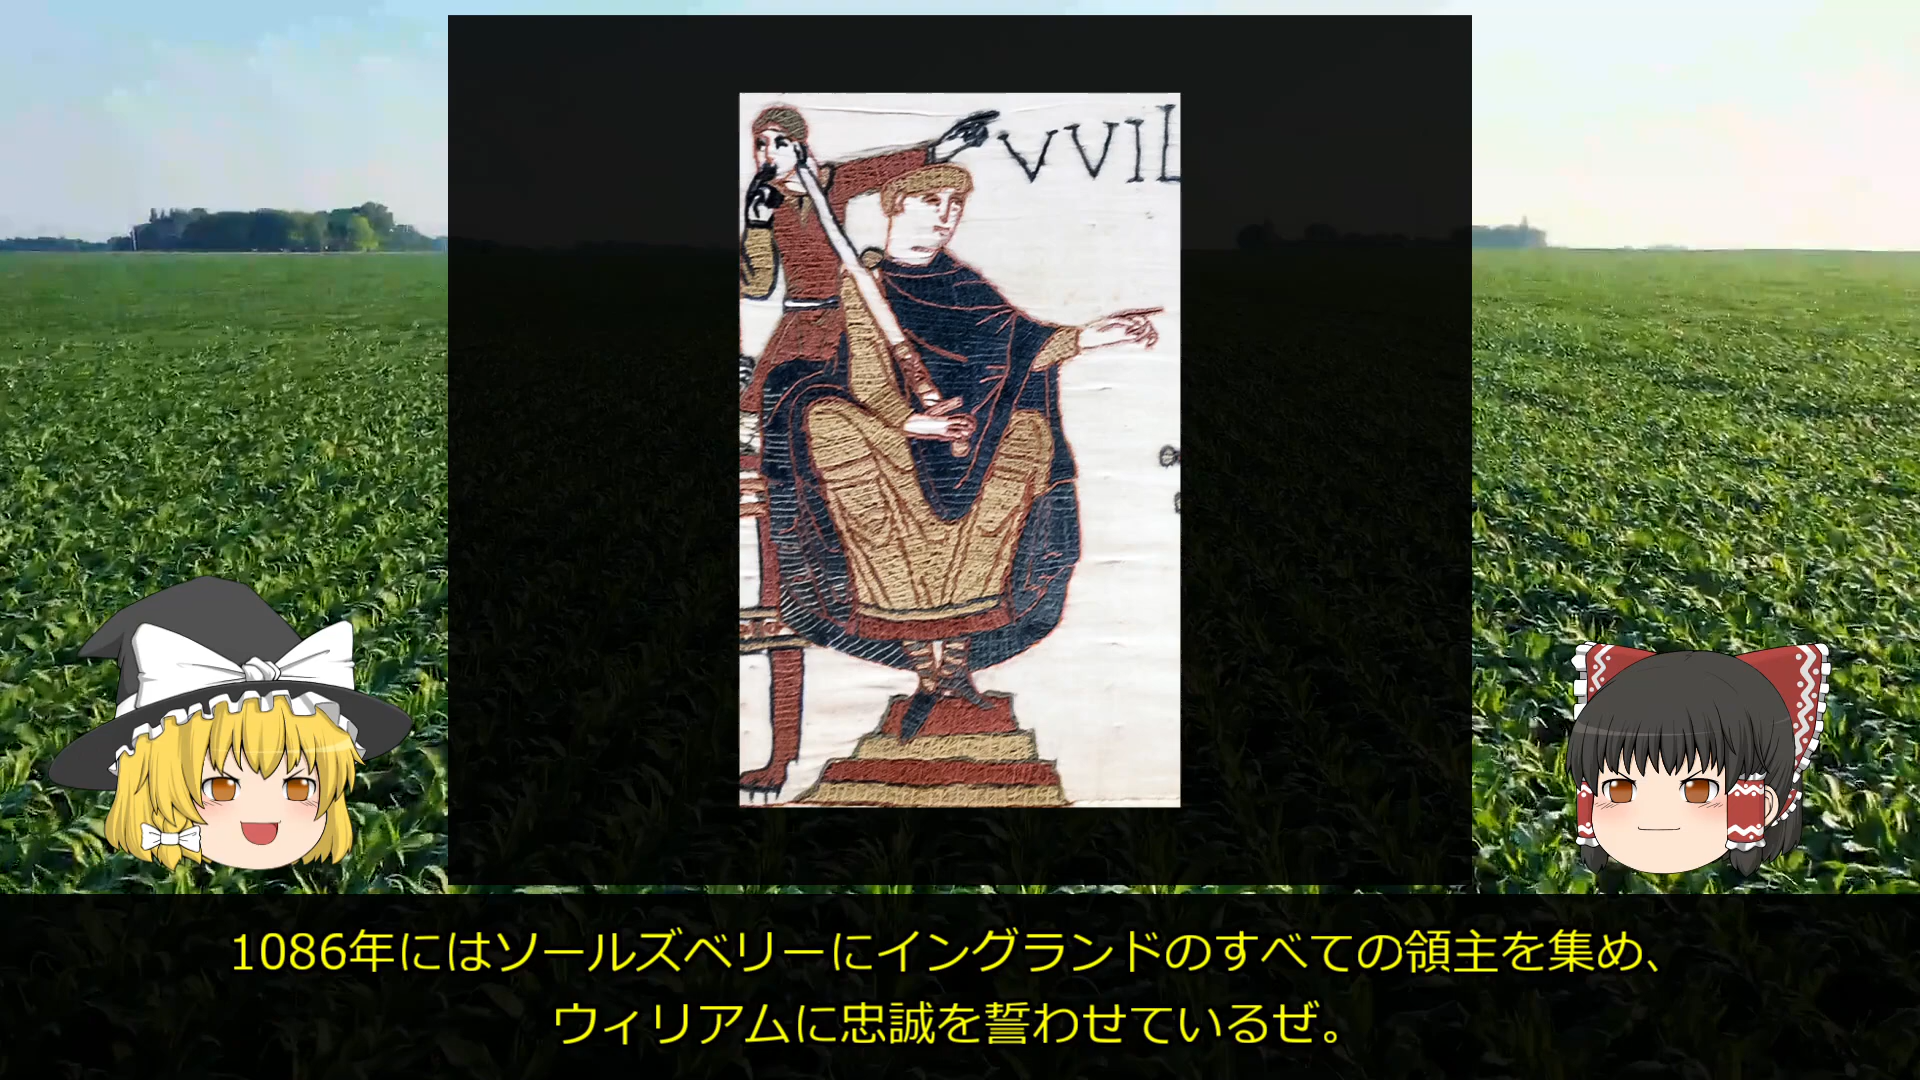 VVIL
1086年にはソールズベリーにイングランドのすべての領主を集め、
ウィリアムに忠誠を誓わせているぜ。